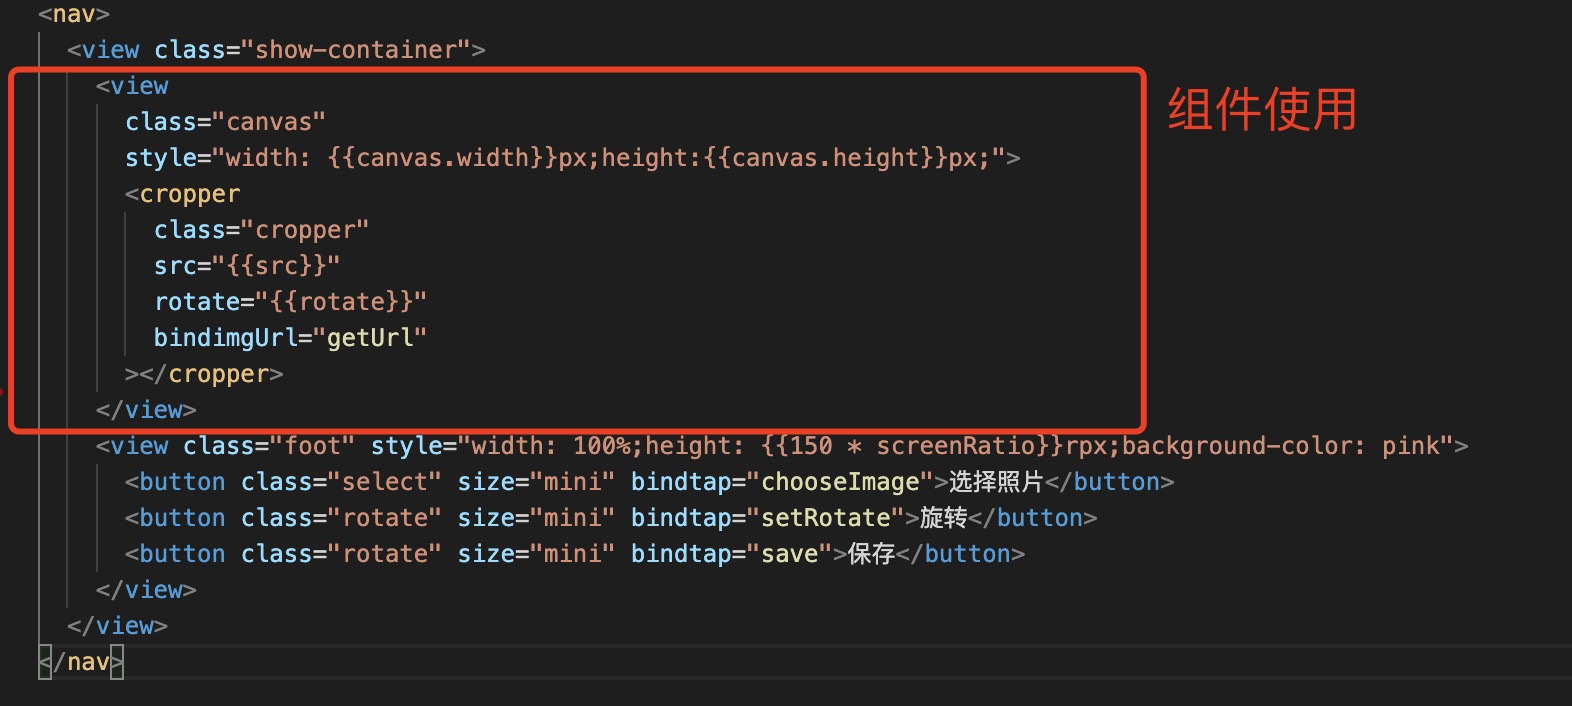 <nav>
<view class="show-container">
<view
组件使用
class="canvas"
style="width: {{canvas.width}}px;height:{{canvas.height}}px;">
<cropper
class="cropper"
src="{{src}}"
rotate="{{rotate}}"
bindimgUrl="getUrl"
></cropper>
</view>
<view class="foot" style="width: 100%;height: {{150 * screenRatio}}rpx;background-color: pink">
<button class="select" size="mini" bindtap="chooseImage">选择照片</button>
<button class="rotate" size="mini" bindtap="setRotate">旋转</button>
<button class="rotate" size="mini" bindtap="save">保存</button>
</view>
</view>
</nav>